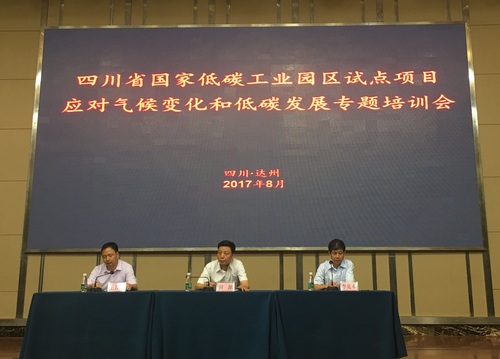 四川省国家低碳工业园区试点项目
应对气候变化和低碳发展专题培训会
四川·达州
2017年8月